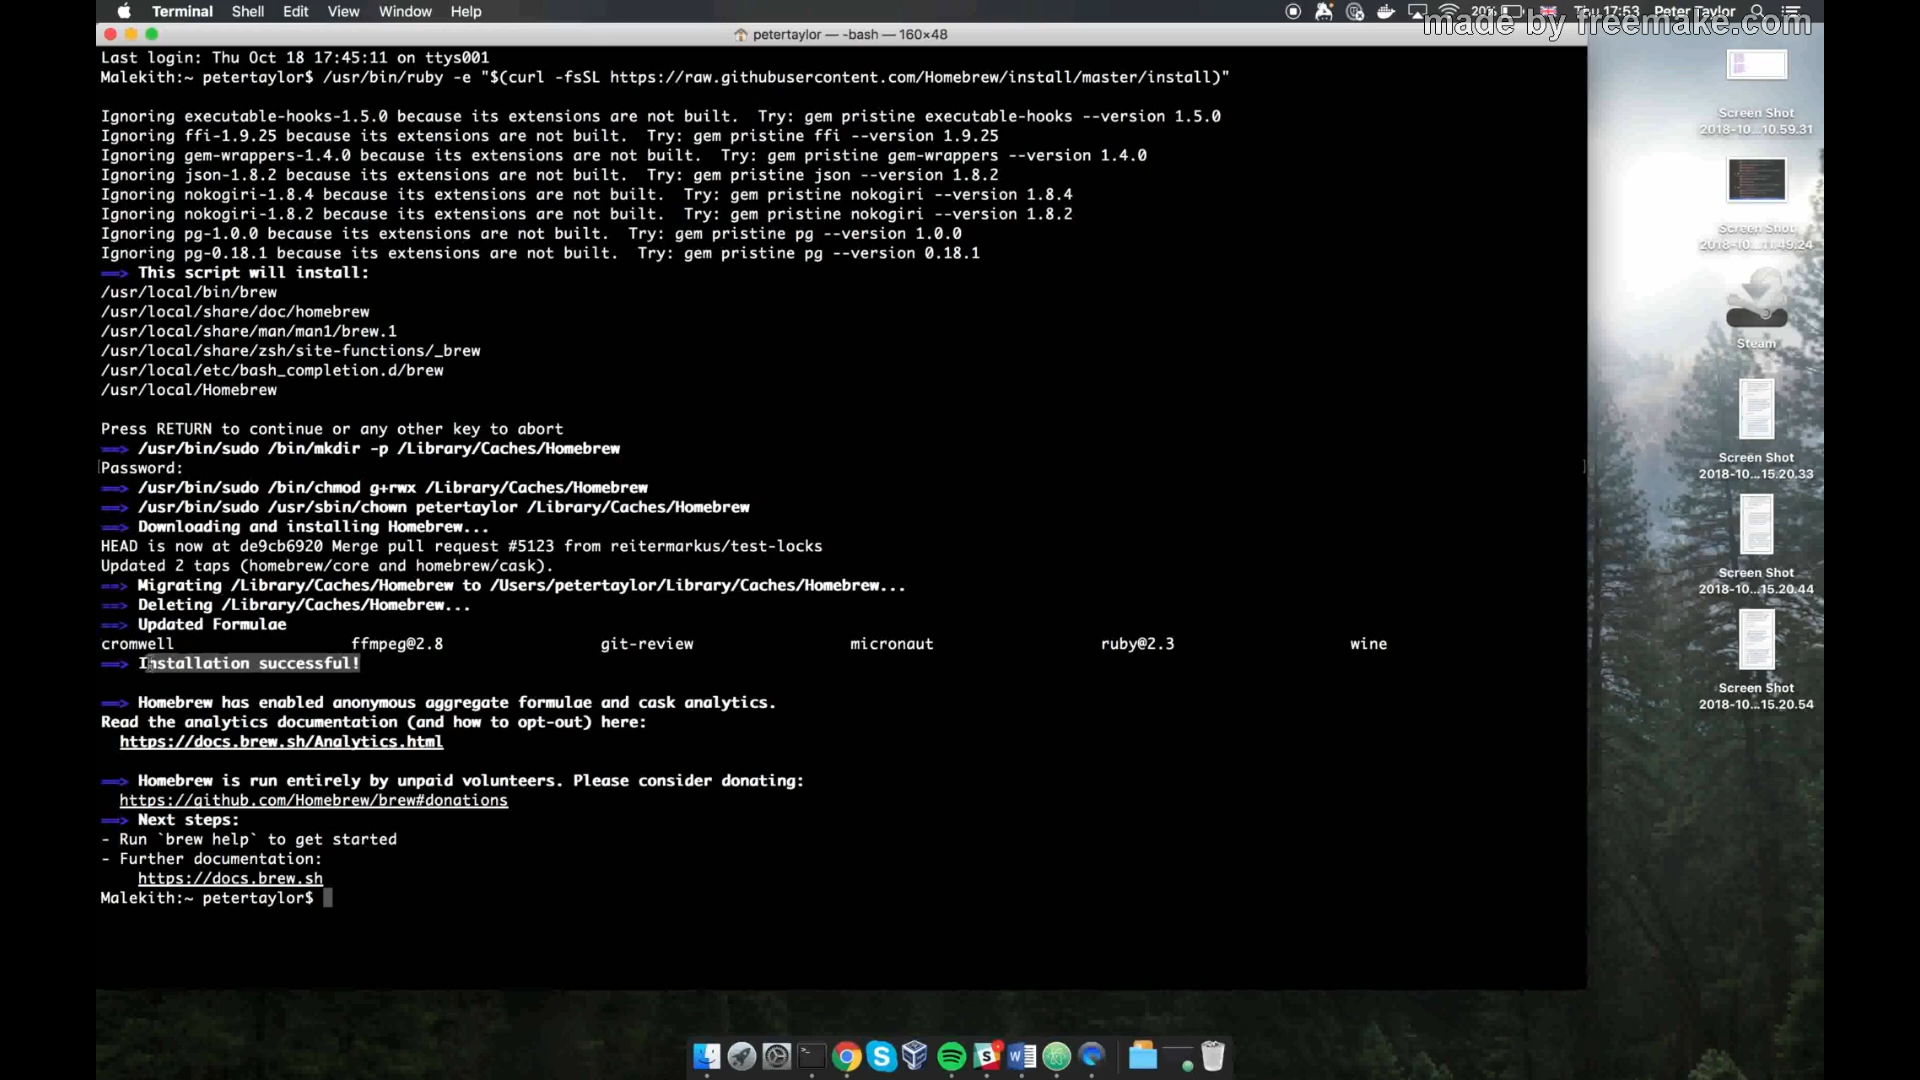 Terminal Shell Edit View Window Help 20% Thu 17:53 Peter Taylor
made by freemake.com
petertaylor — -bash — 160×48
Last login: Thu Oct 18 17:45:11 on ttys001
Malekith:~ petertaylor$ /usr/bin/ruby -e "$(curl -fsSL https://raw.githubusercontent.com/Homebrew/install/master/install)"
Ignoring executable-hooks-1.5.0 because its extensions are not built.  Try: gem pristine executable-hooks --version 1.5.0
Ignoring ffi-1.9.25 because its extensions are not built.  Try: gem pristine ffi --version 1.9.25
Ignoring gem-wrappers-1.4.0 because its extensions are not built.  Try: gem pristine gem-wrappers --version 1.4.0
Ignoring json-1.8.2 because its extensions are not built.  Try: gem pristine json --version 1.8.2
Ignoring nokogiri-1.8.4 because its extensions are not built.  Try: gem pristine nokogiri --version 1.8.4
Ignoring nokogiri-1.8.2 because its extensions are not built.  Try: gem pristine nokogiri --version 1.8.2
Ignoring pg-1.0.0 because its extensions are not built.  Try: gem pristine pg --version 1.0.0
Ignoring pg-0.18.1 because its extensions are not built.  Try: gem pristine pg --version 0.18.1
==> This script will install:
/usr/local/bin/brew
/usr/local/share/doc/homebrew
/usr/local/share/man/man1/brew.1
/usr/local/share/zsh/site-functions/_brew
/usr/local/etc/bash_completion.d/brew
/usr/local/Homebrew
Press RETURN to continue or any other key to abort
==> /usr/bin/sudo /bin/mkdir -p /Library/Caches/Homebrew
Password:
==> /usr/bin/sudo /bin/chmod g+rwx /Library/Caches/Homebrew
==> /usr/bin/sudo /usr/sbin/chown petertaylor /Library/Caches/Homebrew
==> Downloading and installing Homebrew...
HEAD is now at de9cb6920 Merge pull request #5123 from reitermarkus/test-locks
Updated 2 taps (homebrew/core and homebrew/cask).
==> Migrating /Library/Caches/Homebrew to /Users/petertaylor/Library/Caches/Homebrew...
==> Deleting /Library/Caches/Homebrew...
==> Updated Formulae
cromwell ffmpeg@2.8 git-review micronaut ruby@2.3 wine
==> Installation successful!
==> Homebrew has enabled anonymous aggregate formulae and cask analytics.
Read the analytics documentation (and how to opt-out) here:
https://docs.brew.sh/Analytics.html
==> Homebrew is run entirely by unpaid volunteers. Please consider donating:
https://github.com/Homebrew/brew#donations
==> Next steps:
- Run `brew help` to get started
- Further documentation:
https://docs.brew.sh
Malekith:~ petertaylor$
Screen Shot
2018-10...10.59.31
Screen Shot
2018-10...11.49.24
Steam
Screen Shot
2018-10...15.20.33
Screen Shot
2018-10...15.20.44
Screen Shot
2018-10...15.20.54